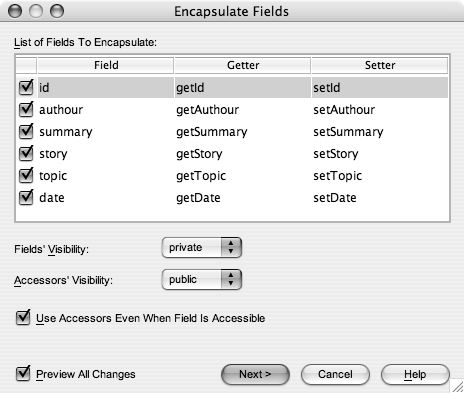 Encapsulate Fields
List of Fields To Encapsulate:
Field Getter Setter
id getId setId
authour getAuthour setAuthour
summary getSummary setSummary
story getStory setStory
topic getTopic setTopic
date getDate setDate
Fields' Visibility: private
Accessors' Visibility: public
Use Accessors Even When Field Is Accessible
Preview All Changes Next > Cancel Help